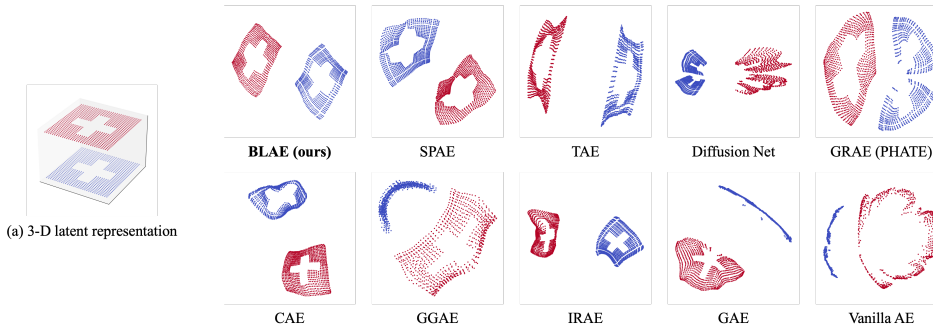 BLAE (ours)
SPAE
TAE
Diffusion Net
GRAE (PHATE)
(a) 3-D latent representation
CAE
GGAE
IRAE
GAE
Vanilla AE